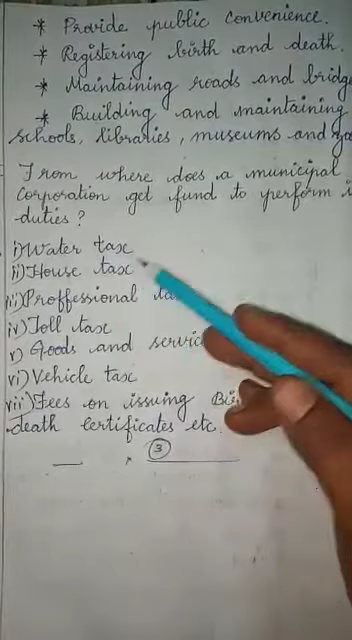 * Provide public convenience.
* Registering birth and death.
* Maintaining roads and bridge
* Building and maintaining
schools, libraries, museums and
From where does a municipal
Corporation get fund to perform
duties?
i) Water tax
ii) House tax
iii) Proffessional
iv) Toll tax
v) Goods and servic
vi) Vehicle tax
vii) Fees on issuing
death certificates etc.
3